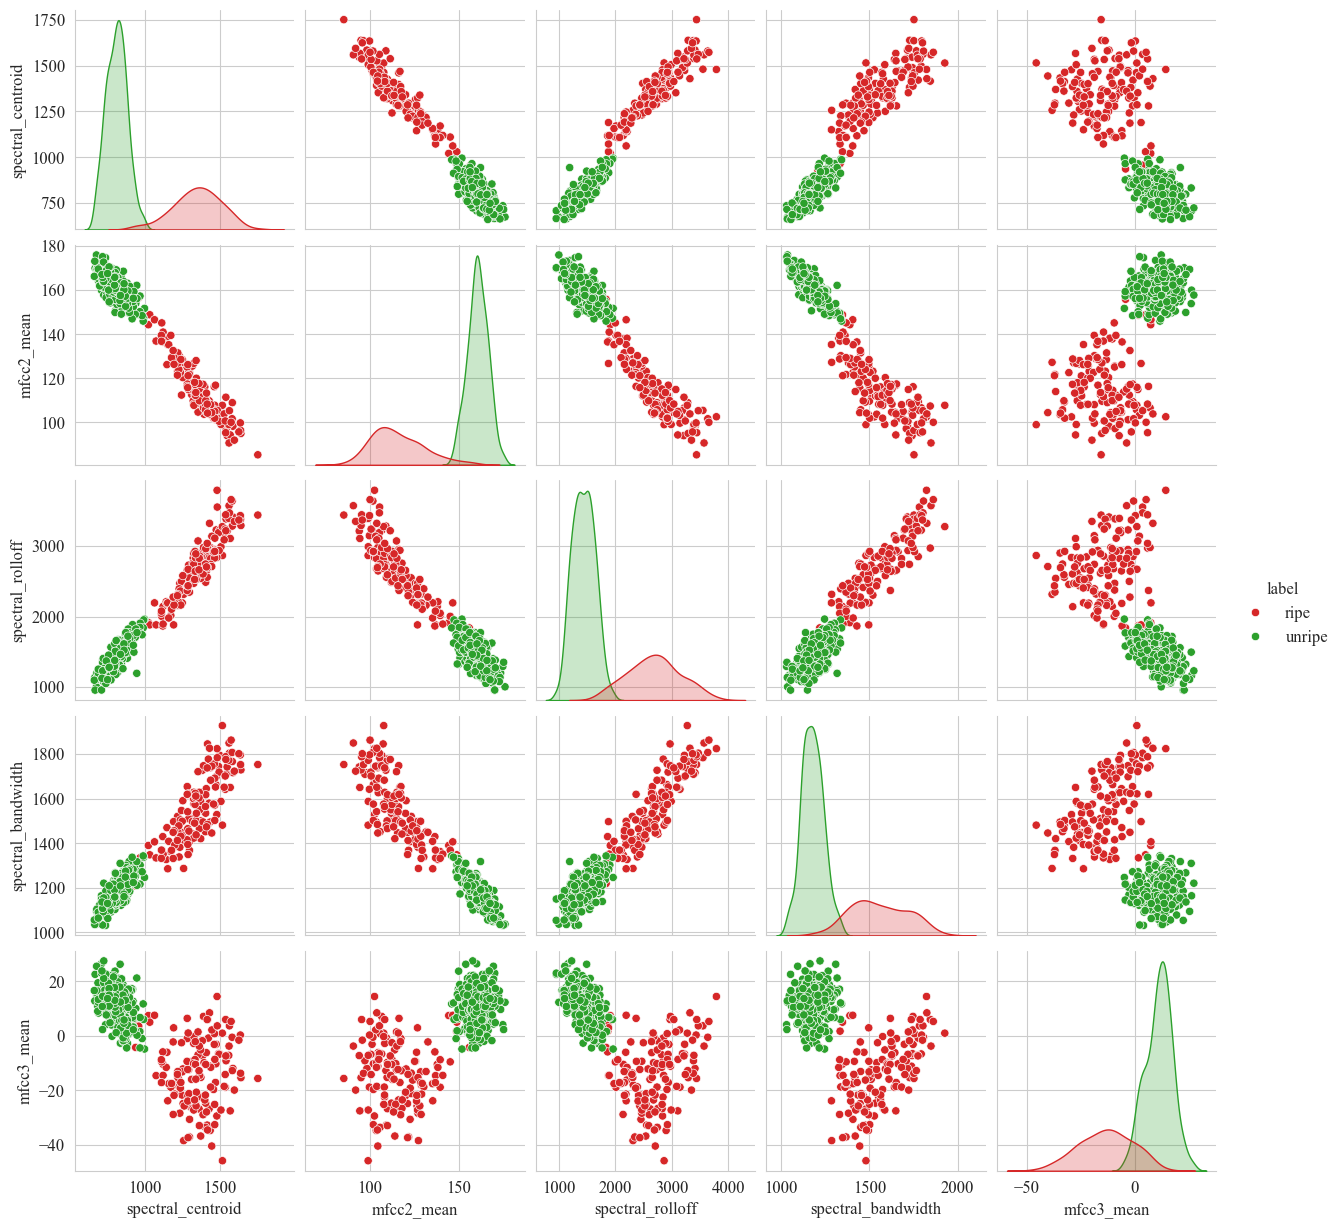 1750
1500
1250
1000
750
spectral_centroid
180
160
140
120
100
mfcc2_mean
3000
2000
1000
spectral_rolloff
label
ripe
unripe
1800
1600
1400
1200
1000
spectral_bandwidth
20
0
−20
−40
mfcc3_mean
1000 1500 100 150 1000 2000 3000 4000 1000 1500 2000 −50 0
spectral_centroid mfcc2_mean spectral_rolloff spectral_bandwidth mfcc3_mean